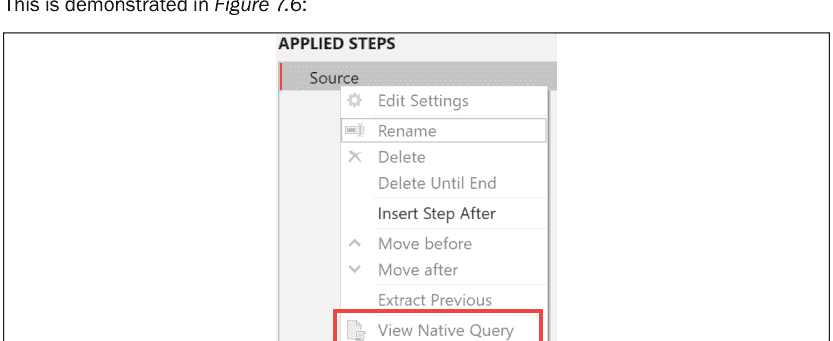 This is demonstrated in Figure 7.6:
APPLIED STEPS
Source
Edit Settings
Rename
Delete
Delete Until End
Insert Step After
Move before
Move after
Extract Previous
View Native Query